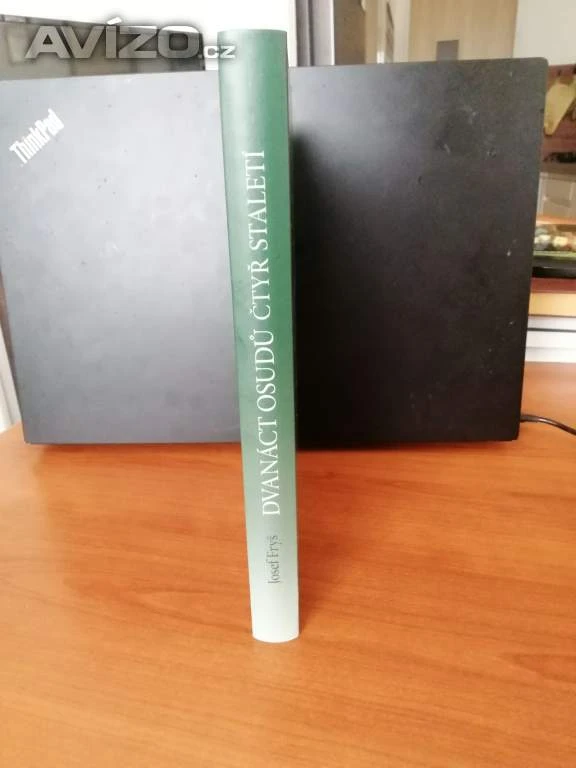 AVÍZO.cz
ThinkPad
Josef Fryš DVANÁCT OSUDŮ ČTYŘ STALETÍ